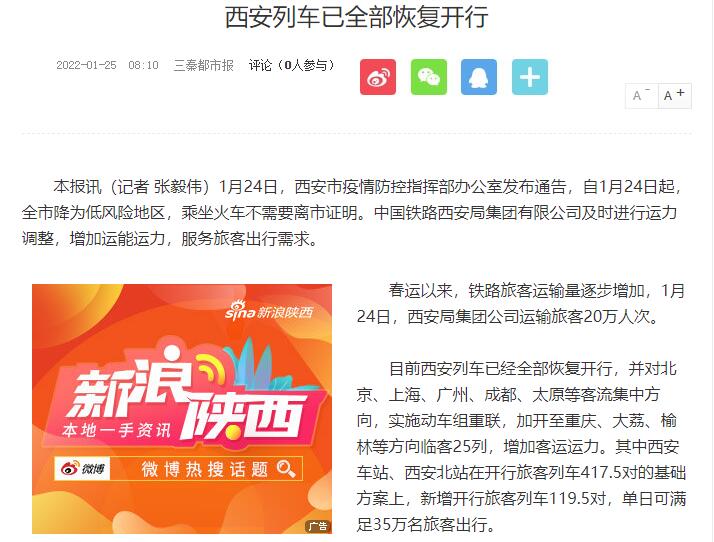 西安列车已全部恢复开行
2022-01-25 08:10 三秦都市报 评论（0人参与）
A - A +
本报讯（记者 张毅伟）1月24日，西安市疫情防控指挥部办公室发布通告，自1月24日起，
全市降为低风险地区，乘坐火车不需要离市证明。中国铁路西安局集团有限公司及时进行运力
调整，增加运能运力，服务旅客出行需求。
sina 新浪陕西
新浪
陕西
本地一手资讯
微博
微博热搜话题
广告
春运以来，铁路旅客运输量逐步增加，1月
24日，西安局集团公司运输旅客20万人次。
目前西安列车已经全部恢复开行，并对北
京、上海、广州、成都、太原等客流集中方
向，实施动车组重联，加开至重庆、大荔、榆
林等方向临客25列，增加客运运力。其中西安
车站、西安北站在开行旅客列车417.5对的基础
方案上，新增开行旅客列车119.5对，单日可满
足35万名旅客出行。